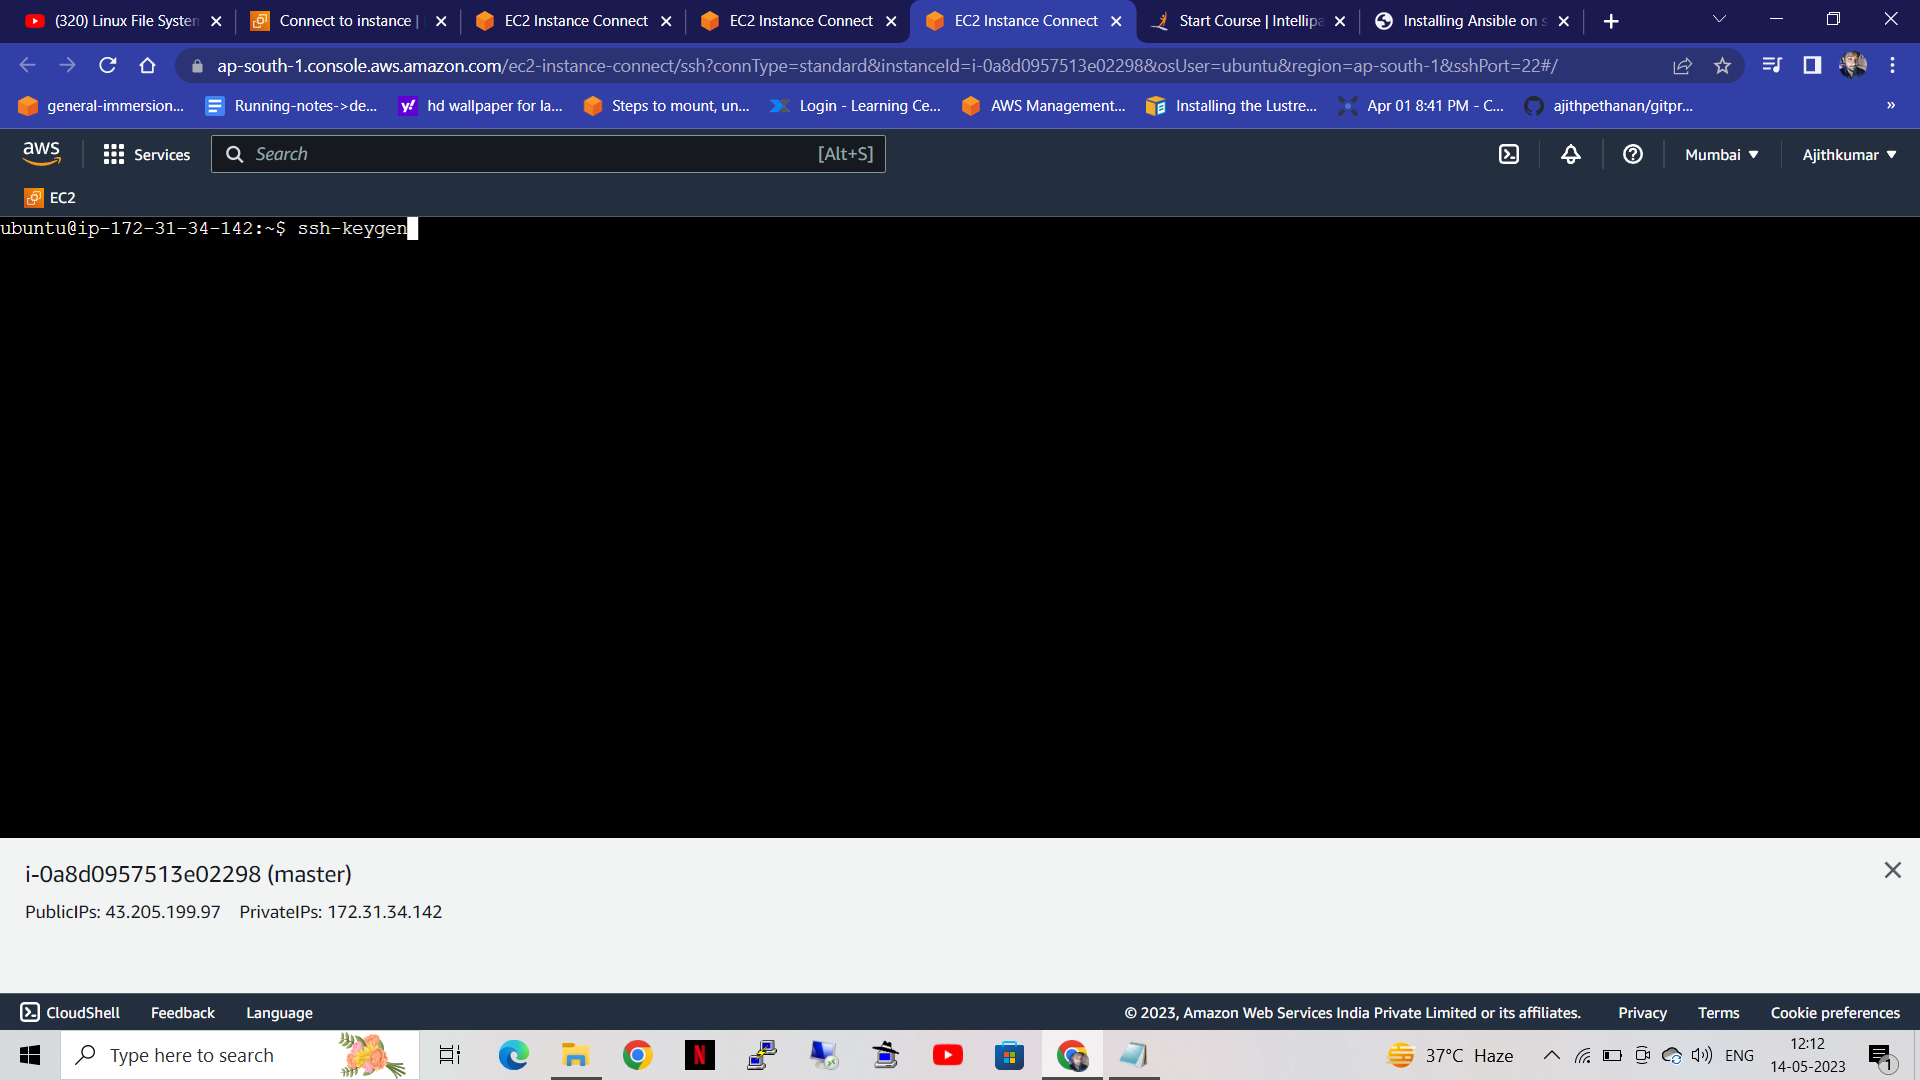 (320) Linux File System
Connect to instance |
EC2 Instance Connect
EC2 Instance Connect
EC2 Instance Connect
Start Course | Intellipa
Installing Ansible on s
ap-south-1.console.aws.amazon.com/ec2-instance-connect/ssh?connType=standard&instanceId=i-0a8d0957513e02298&osUser=ubuntu&region=ap-south-1&sshPort=22#/
general-immersion...
Running-notes->de...
hd wallpaper for la...
Steps to mount, un...
Login - Learning Ce...
AWS Management...
Installing the Lustre...
Apr 01 8:41 PM - C...
ajithpethanan/gitpr...
»
aws
Services
Search
[Alt+S]
Mumbai
Ajithkumar
EC2
ubuntu@ip-172-31-34-142:~$ ssh-keygen
i-0a8d0957513e02298 (master)
PublicIPs: 43.205.199.97 PrivateIPs: 172.31.34.142
CloudShell
Feedback
Language
© 2023, Amazon Web Services India Private Limited or its affiliates.
Privacy
Terms
Cookie preferences
Type here to search
N
37°C Haze
ENG
12:12
14-05-2023
1